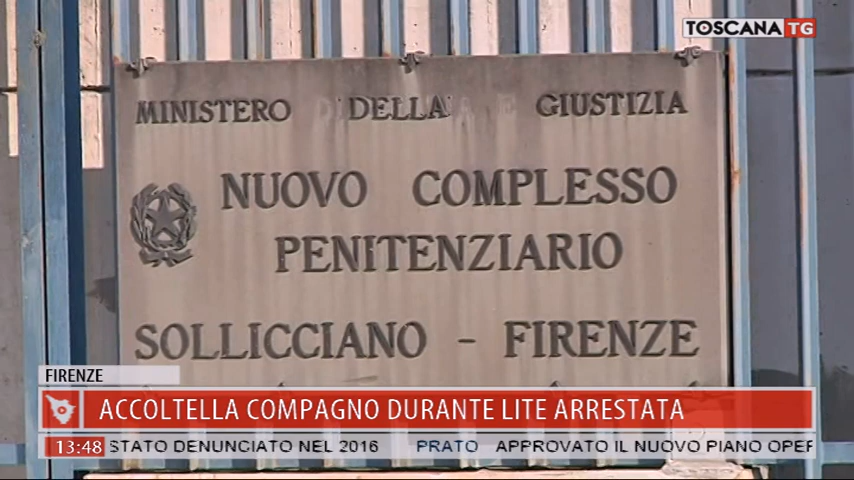 TOSCANA TG
MINISTERO DELLA GIUSTIZIA
NUOVO COMPLESSO
PENITENZIARIO
SOLLICCIANO - FIRENZE
FIRENZE
ACCOLTELLA COMPAGNO DURANTE LITE ARRESTATA
13:48 STATO DENUNCIATO NEL 2016 PRATO APPROVATO IL NUOVO PIANO OPER